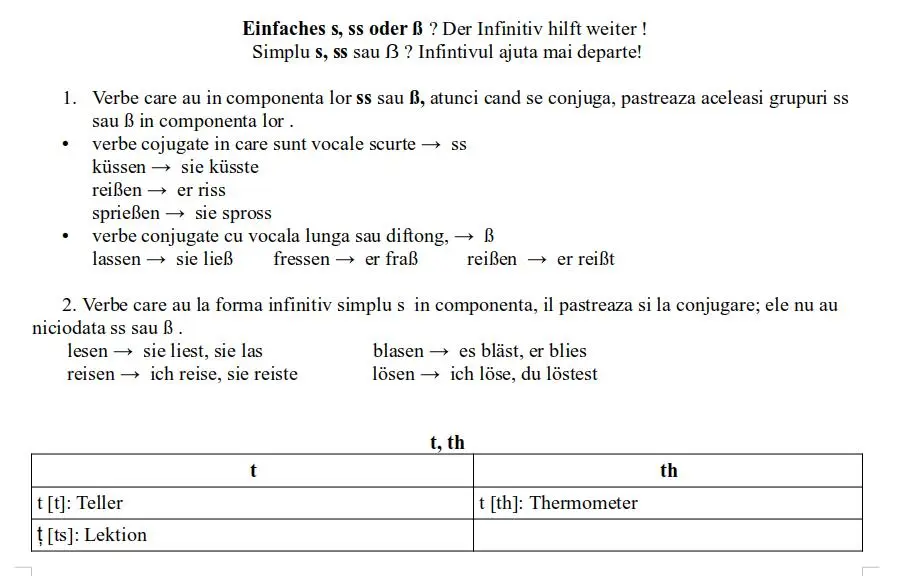 Einfaches s, ss oder ß ? Der Infinitiv hilft weiter !
Simplu s, ss sau ẞ ? Infintivul ajuta mai departe!
1. Verbe care au in componenta lor ss sau ß, atunci cand se conjuga, pastreaza aceleasi grupuri ss
sau ß in componenta lor .
• verbe cojugate in care sunt vocale scurte → ss
küssen → sie küsste
reißen → er riss
sprießen → sie spross
• verbe conjugate cu vocala lunga sau diftong, → ß
lassen → sie ließ fressen → er fraß reißen → er reißt
2. Verbe care au la forma infinitiv simplu s in componenta, il pastreaza si la conjugare; ele nu au
niciodata ss sau ß .
lesen → sie liest, sie las blasen → es bläst, er blies
reisen → ich reise, sie reiste lösen → ich löse, du löstest
t, th
t th
t [t]: Teller t [th]: Thermometer
ț [ts]: Lektion